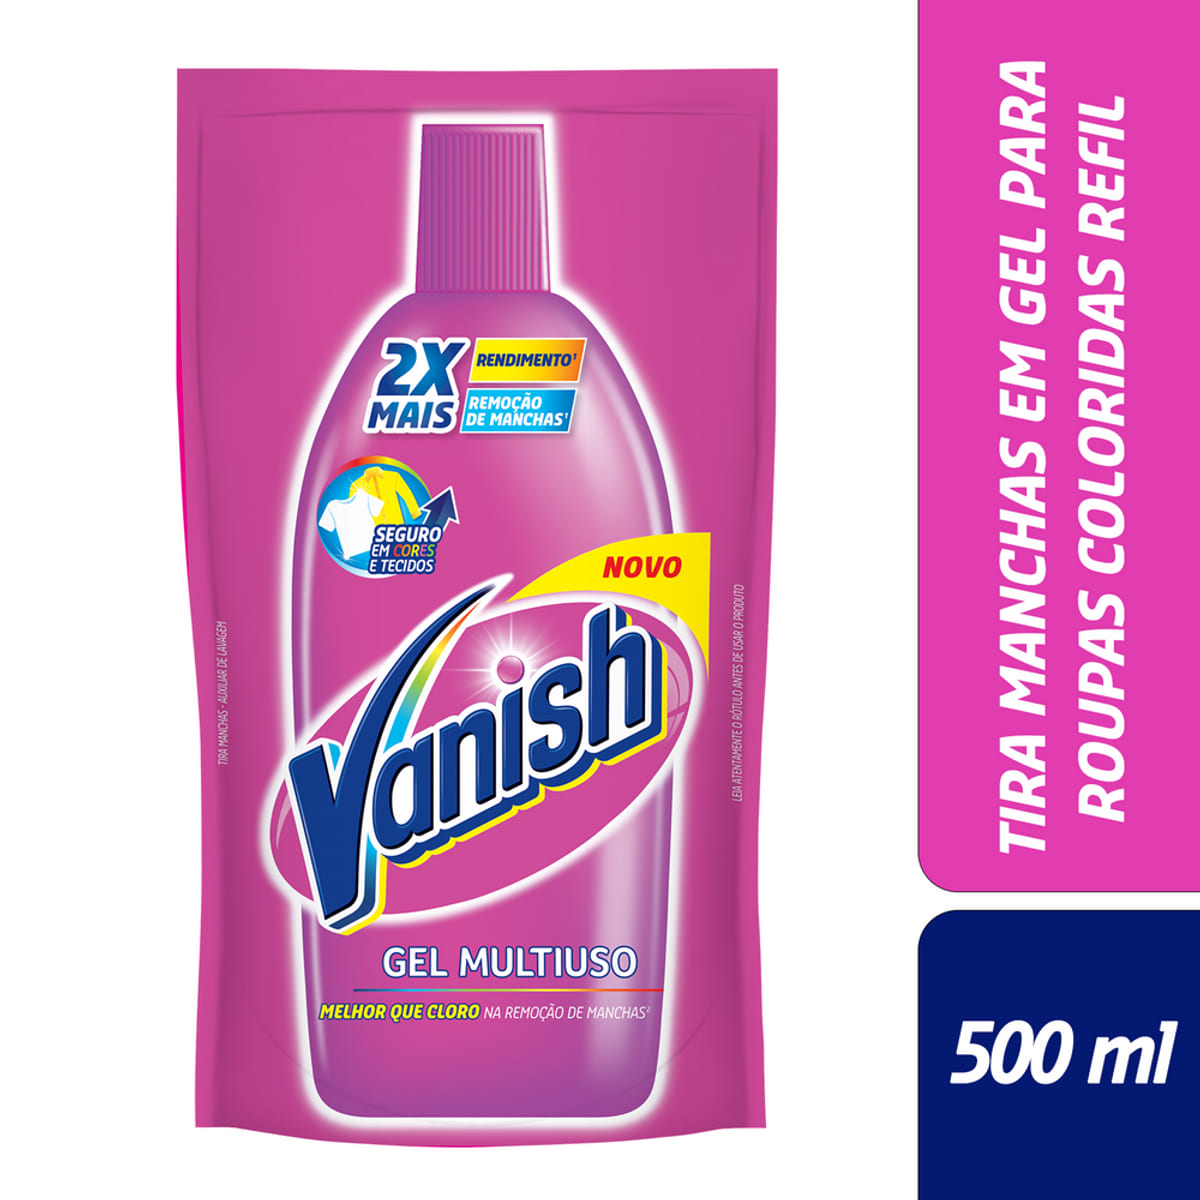 2X
MAIS
RENDIMENTO¹
REMOÇÃO
DE MANCHAS¹
SEGURO
EM CORES
E TECIDOS
NOVO
Vanish
GEL MULTIUSO
MELHOR QUE CLORO NA REMOÇÃO DE MANCHAS²
TIRA MANCHAS - AUXILIAR DE LAVAGEM
LEIA ATENTAMENTE O RÓTULO ANTES DE USAR O PRODUTO
TIRA MANCHAS EM GEL PARA
ROUPAS COLORIDAS REFIL
500 ml